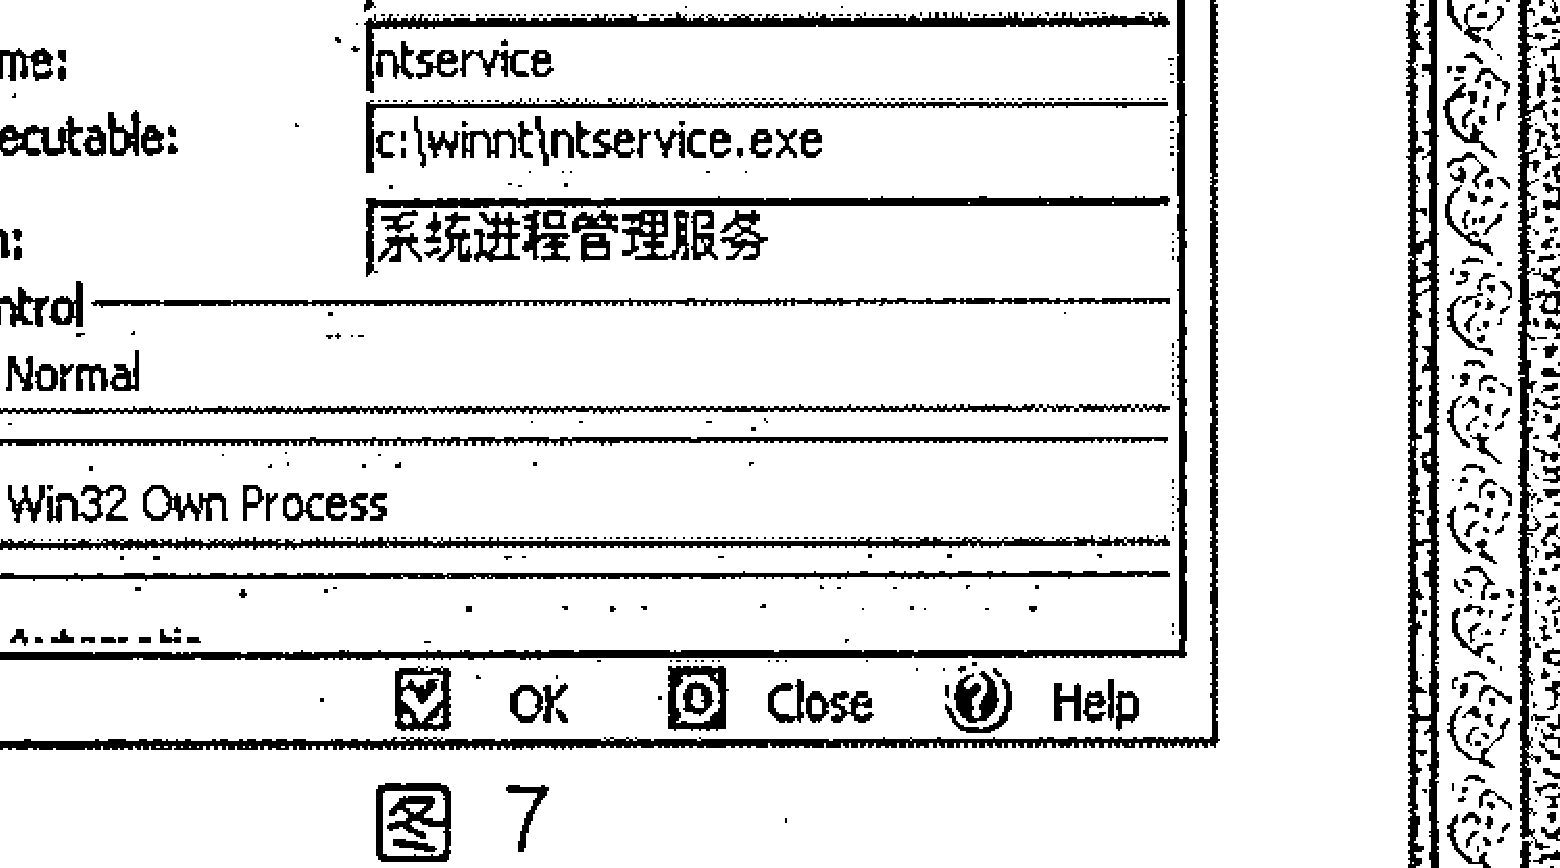 me: ntservice
ecutable: c:\winnt\ntservice.exe
n: 系统进程管理服务
ntrol
Normal
Win32 Own Process
OK Close Help
图 7